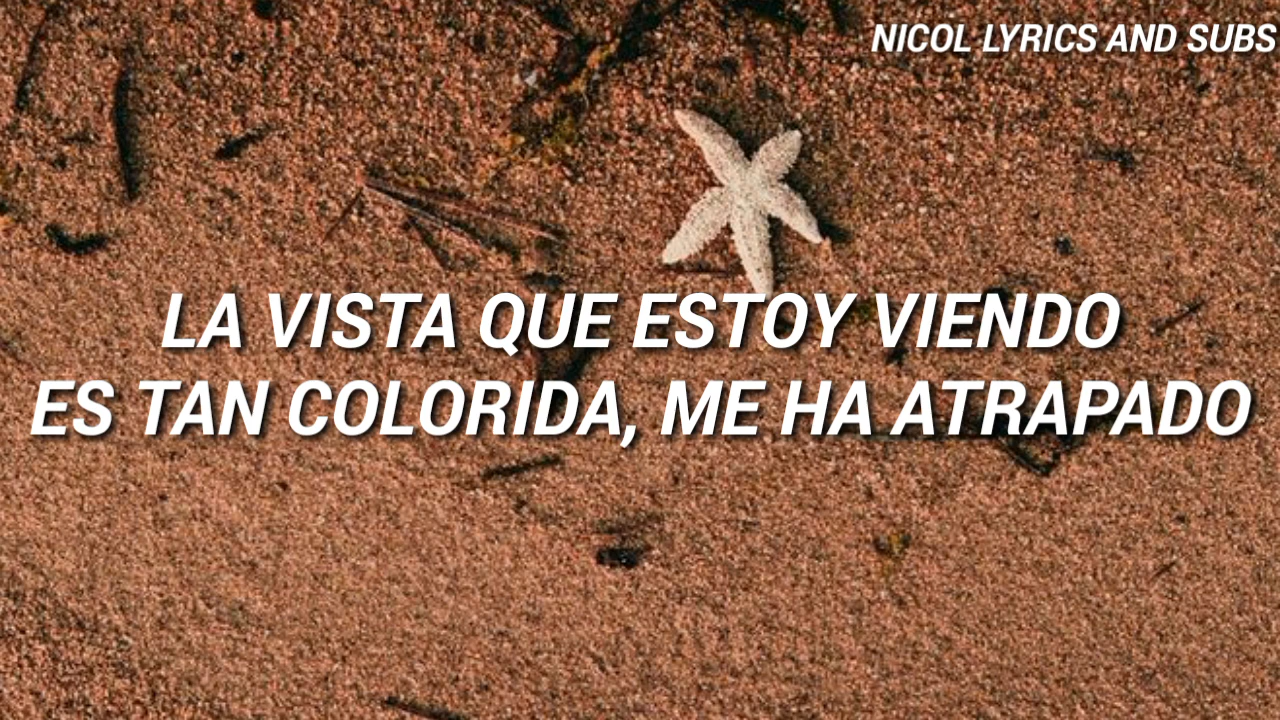 NICOL LYRICS AND SUBS
LA VISTA QUE ESTOY VIENDO
ES TAN COLORIDA, ME HA ATRAPADO